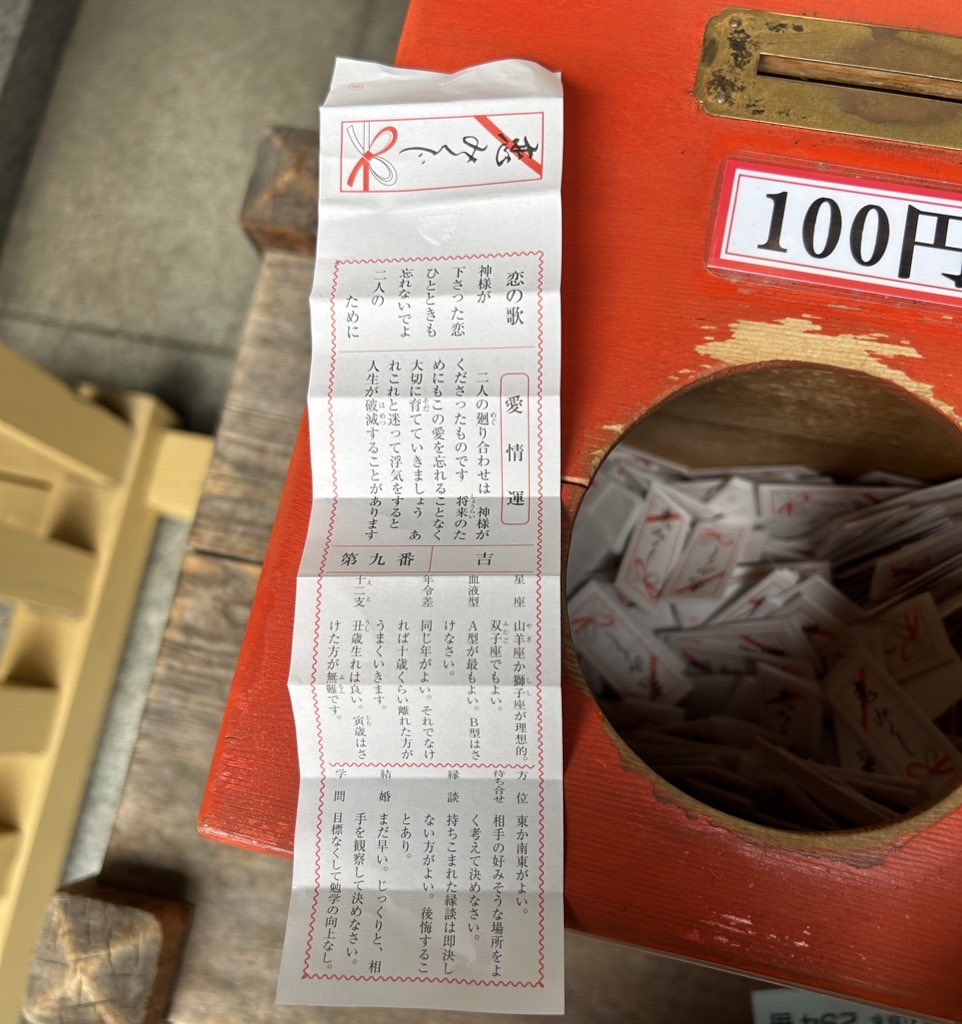 恋みくじ
恋の歌
神様が
下さった恋
ひとときも
忘れないでよ
二人の
ために
愛情運
二人の廻り合わせは 神様が
くださったものです 将来のた
めにもこの愛を忘れることなく
大切に育てていきましょう あ
れこれと迷って浮気をすると
人生が破滅することがあります
第九番
吉
星座 山羊座か獅子座が理想的。
双子座でもよい。
血液型 A型が最もよい。B型はさ
けなさい。
年令差 同じ年がよい。それでなけ
れば十歳くらい離れた方が
うまくいきます。
十二支 丑歳生れは良い。寅歳はさ
けた方が無難です。
方位 東か南東がよい。
待ち合せ 相手の好みそうな場所をよ
く考えて決めなさい。
縁談 持ちこまれた縁談は即決し
ない方がよい。後悔するこ
とあり。
結婚 まだ早い。じっくりと、相
手を観察して決めなさい。
学問 目標なくして勉学の向上なし。
100円